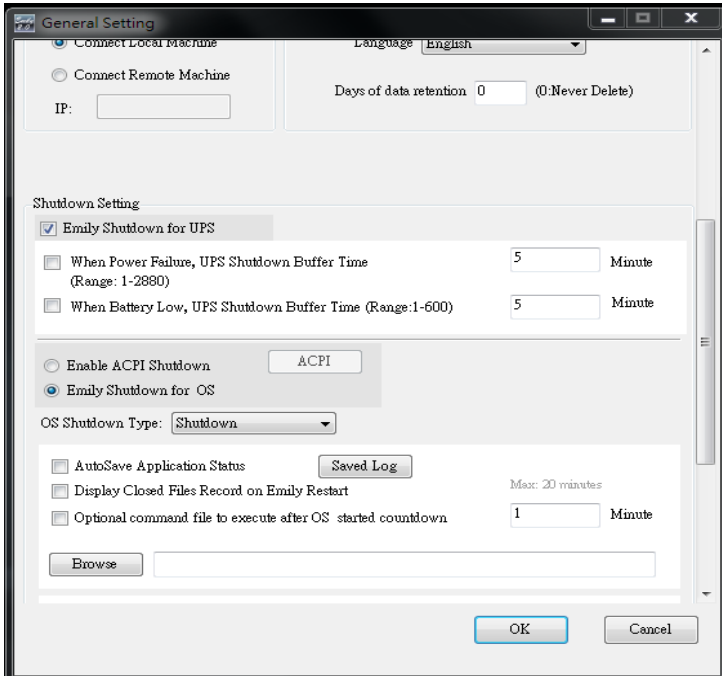 General Setting
Connect Local Machine
Language English
Connect Remote Machine
Days of data retention 0 (0:Never Delete)
IP:
Shutdown Setting
Emily Shutdown for UPS
When Power Failure, UPS Shutdown Buffer Time 5 Minute
(Range: 1-2880)
When Battery Low, UPS Shutdown Buffer Time (Range:1-600) 5 Minute
Enable ACPI Shutdown ACPI
Emily Shutdown for OS
OS Shutdown Type: Shutdown
AutoSave Application Status Saved Log
Display Closed Files Record on Emily Restart Max: 20 minutes
Optional command file to execute after OS started countdown 1 Minute
Browse
OK Cancel